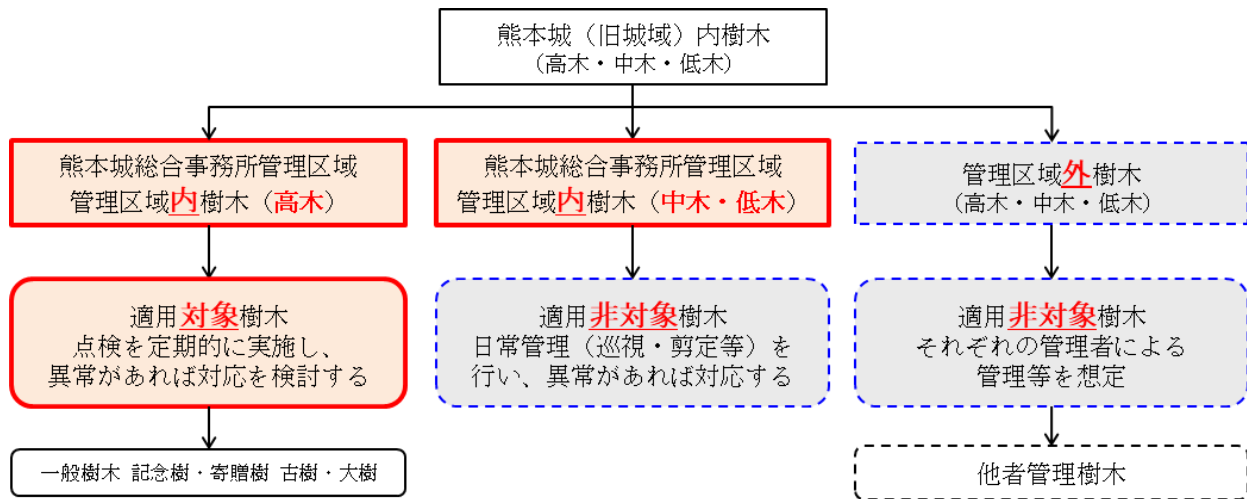 熊本城（旧城域）内樹木
（高木・中木・低木）
熊本城総合事務所管理区域
管理区域内樹木（高木）
熊本城総合事務所管理区域
管理区域内樹木（中木・低木）
管理区域外樹木
（高木・中木・低木）
適用対象樹木
点検を定期的に実施し、
異常があれば対応を検討する
適用非対象樹木
日常管理（巡視・剪定等）を
行い、異常があれば対応する
適用非対象樹木
それぞれの管理者による
管理等を想定
一般樹木 記念樹・寄贈樹 古樹・大樹
他者管理樹木